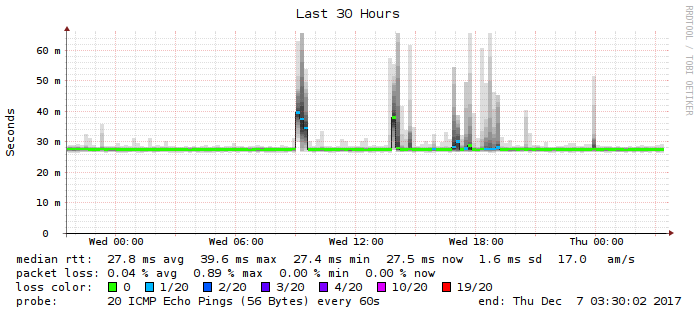 Last 30 Hours
RRDTOOL / TOBI OETIKER
Seconds
60 m
50 m
40 m
30 m
20 m
10 m
0
Wed 00:00 Wed 06:00 Wed 12:00 Wed 18:00 Thu 00:00
median rtt: 27.8 ms avg 39.6 ms max 27.4 ms min 27.5 ms now 1.6 ms sd 17.0 am/s
packet loss: 0.04 % avg 0.89 % max 0.00 % min 0.00 % now
loss color: 0 1/20 2/20 3/20 4/20 10/20 19/20
probe: 20 ICMP Echo Pings (56 Bytes) every 60s end: Thu Dec 7 03:30:02 2017